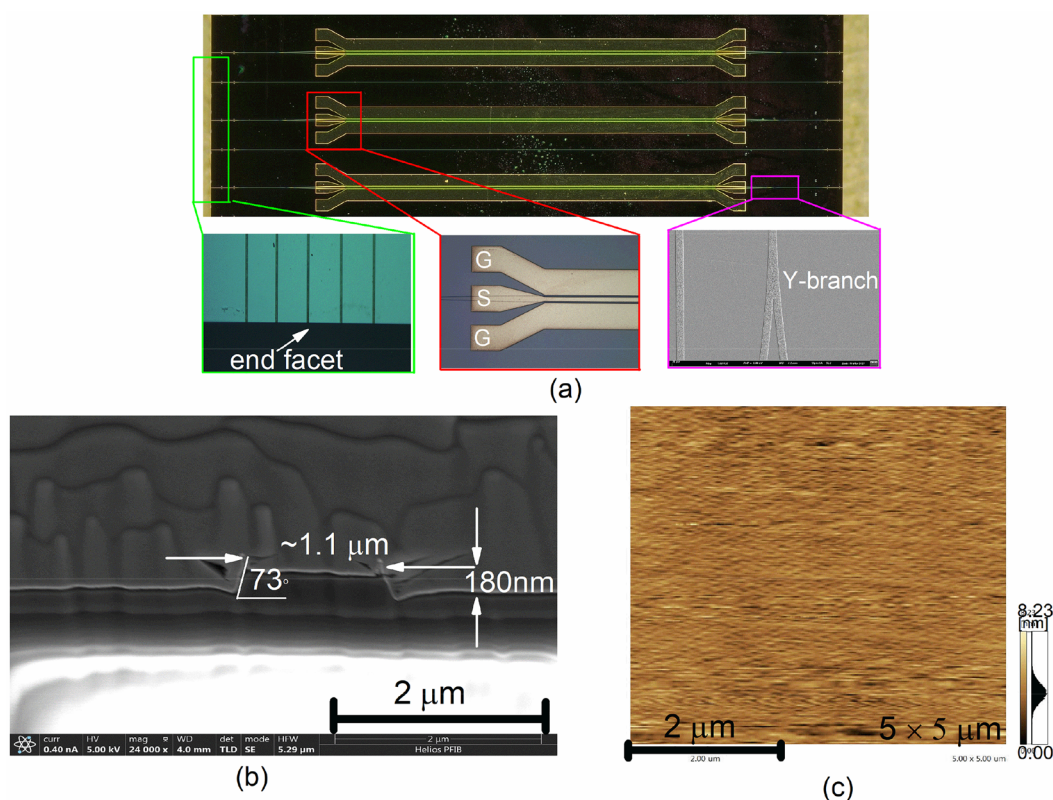 G
S
G
end facet
Y-branch
(a)
~1.1 μm
73°
180nm
2 μm
curr HV mag WD det mode HFW
0.40 nA 5.00 kV 24 000 x 4.0 mm TLD SE 5.29 μm
2 μm
Helios PFIB
(b)
8.23
nm]
2 μm
5 × 5 μm
0.00
2.00 um
5.00 x 5.00 um
(c)